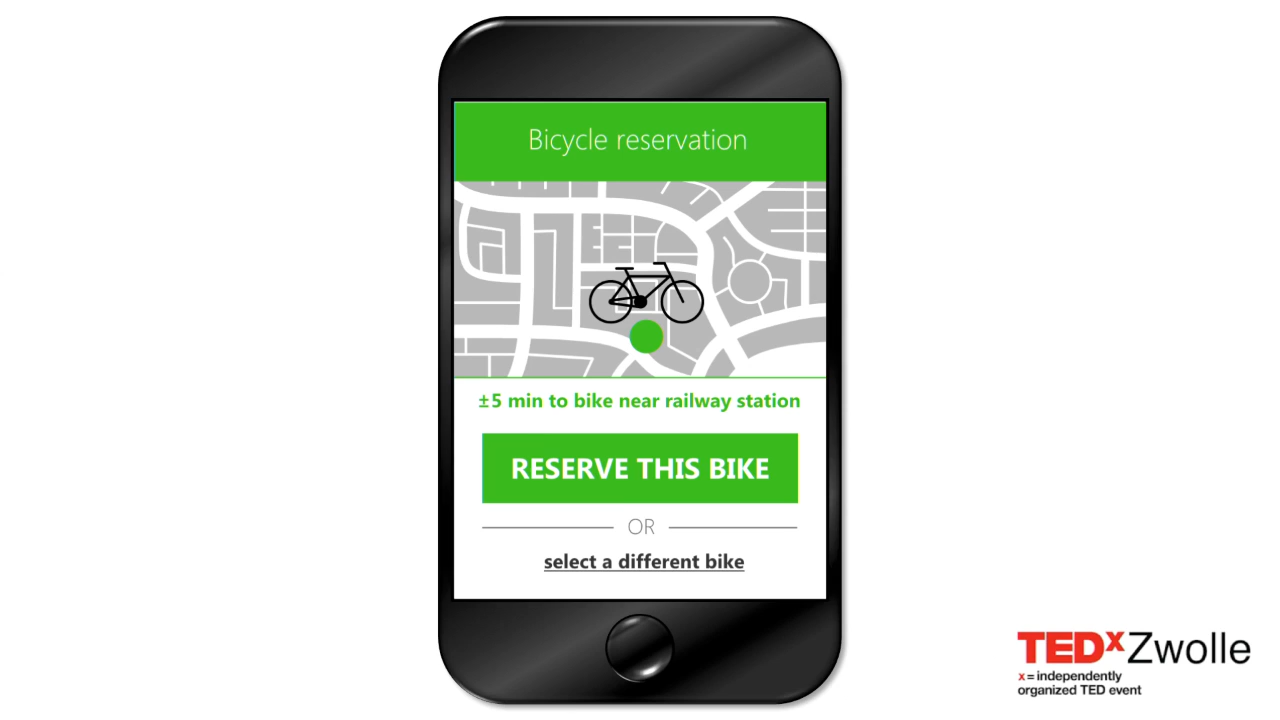 Bicycle reservation
±5 min to bike near railway station
RESERVE THIS BIKE
OR
select a different bike
TEDxZwolle
x = independently
organized TED event